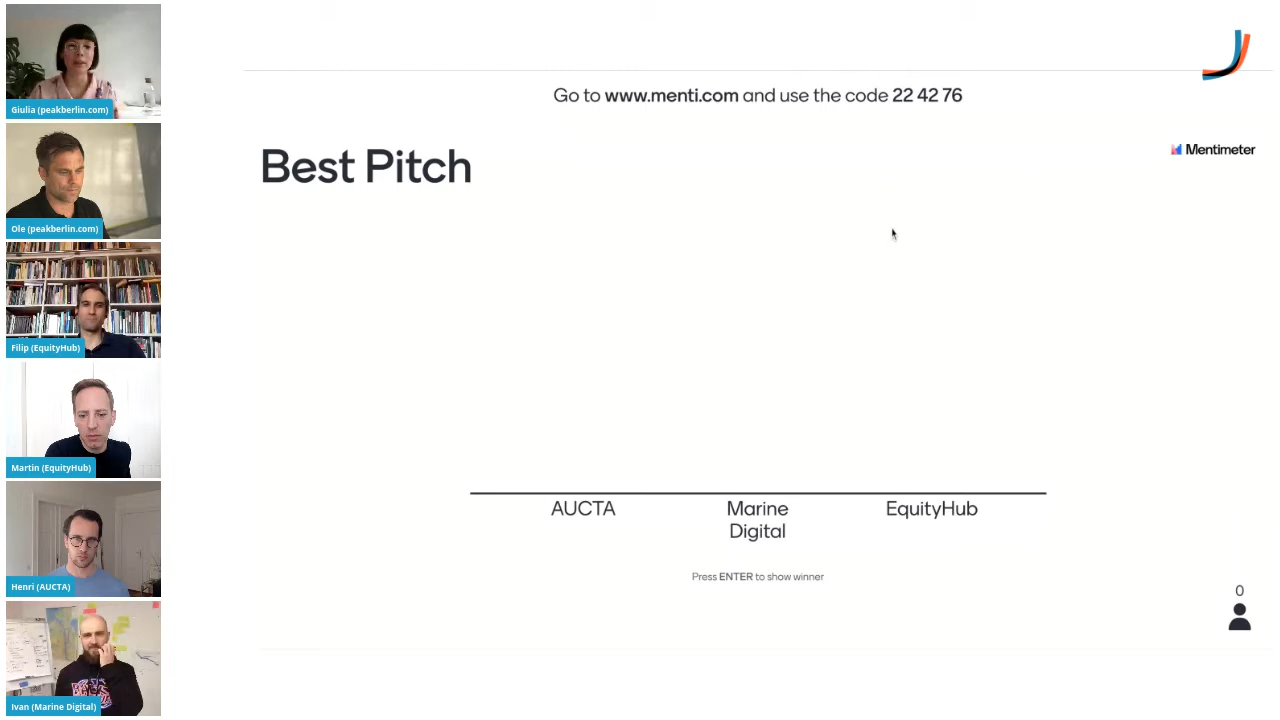 Giulia (peakberlin.com)
Ole (peakberlin.com)
Filip (EquityHub)
Martin (EquityHub)
Henri (AUCTA)
Ivan (Marine Digital)
Go to www.menti.com and use the code 22 42 76
Mentimeter
Best Pitch
AUCTA
Marine
Digital
EquityHub
Press ENTER to show winner
0